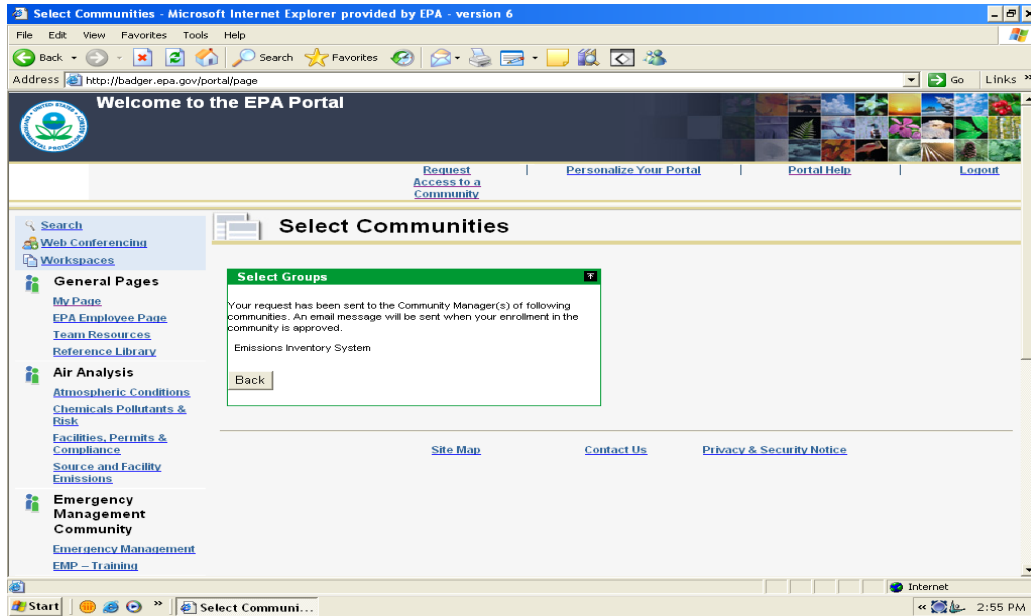 Select Communities - Microsoft Internet Explorer provided by EPA - version 6
File Edit View Favorites Tools Help
Back Search Favorites
Address http://badger.epa.gov/portal/page Go Links »
Welcome to the EPA Portal
Request Access to a Community | Personalize Your Portal | Portal Help | Logout
Search
Web Conferencing
Workspaces
General Pages
My Page
EPA Employee Page
Team Resources
Reference Library
Air Analysis
Atmospheric Conditions
Chemicals Pollutants &
Risk
Facilities, Permits &
Compliance
Source and Facility
Emissions
Emergency
Management
Community
Emergency Management
EMP – Training
Select Communities
Select Groups
Your request has been sent to the Community Manager(s) of following
communities. An email message will be sent when your enrollment in the
community is approved.
Emissions Inventory System
Back
Site Map Contact Us Privacy & Security Notice
Internet
Start » Select Communi... « 2:55 PM